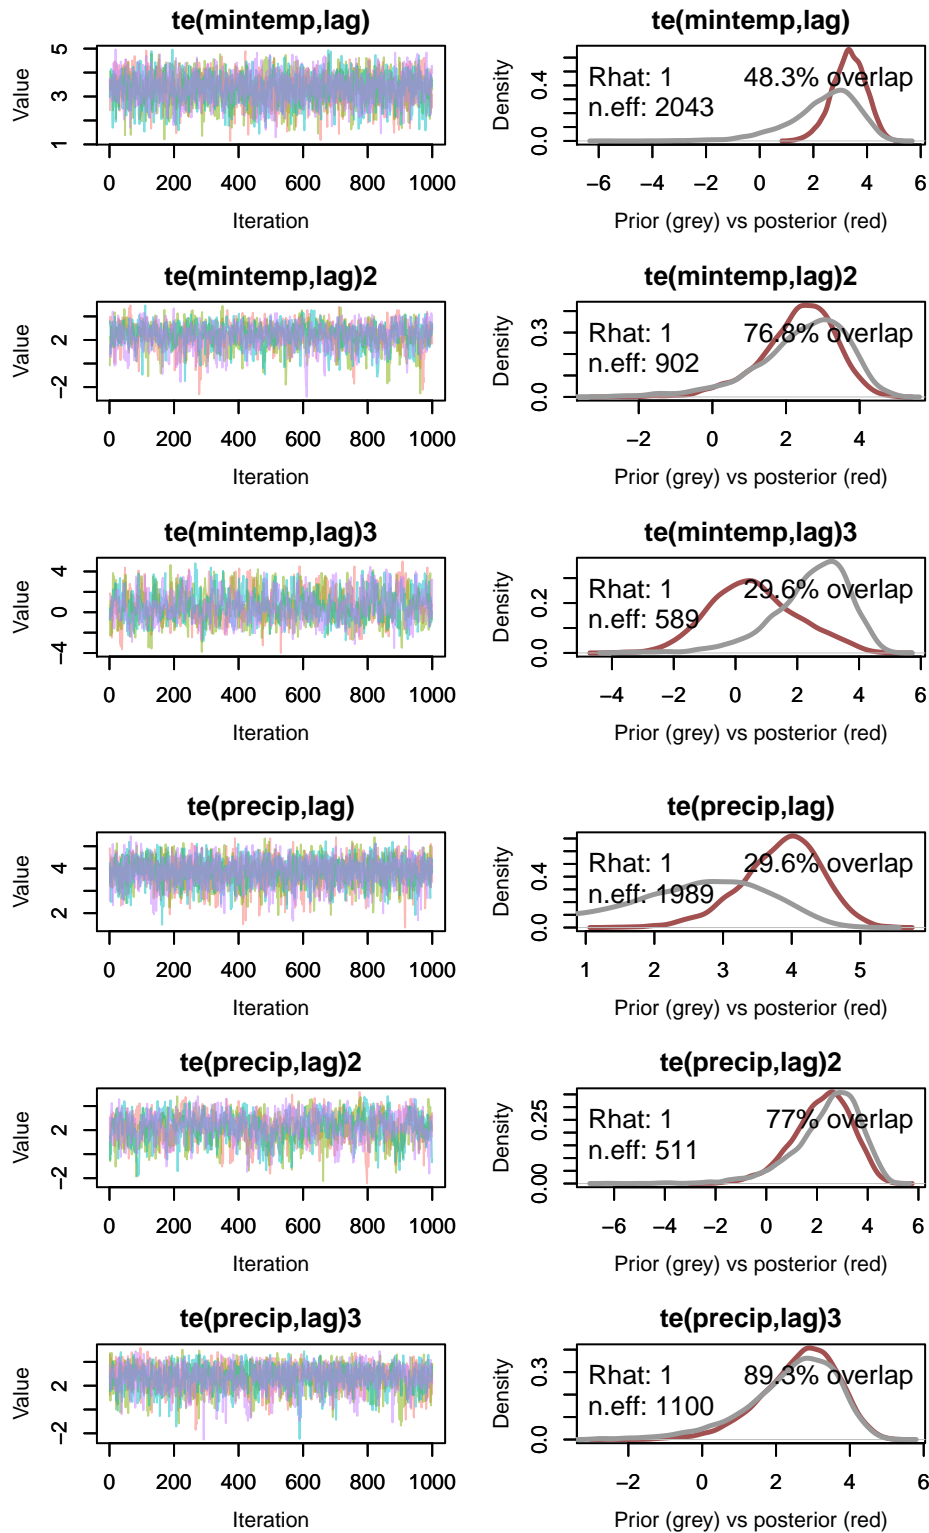 te(mintemp,lag)
Value
1 3 5
0 200 400 600 800 1000
Iteration
te(mintemp,lag)
Density
0.0 0.4
Rhat: 1 48.3% overlap
n.eff: 2043
−6 −4 −2 0 2 4 6
Prior (grey) vs posterior (red)
te(mintemp,lag)2
Value
−2 2
0 200 400 600 800 1000
Iteration
te(mintemp,lag)2
Density
0.0 0.3
Rhat: 1 76.8% overlap
n.eff: 902
−2 0 2 4
Prior (grey) vs posterior (red)
te(mintemp,lag)3
Value
−4 0 4
0 200 400 600 800 1000
Iteration
te(mintemp,lag)3
Density
0.0 0.2
Rhat: 1 29.6% overlap
n.eff: 589
−4 −2 0 2 4 6
Prior (grey) vs posterior (red)
te(precip,lag)
Value
2 4
0 200 400 600 800 1000
Iteration
te(precip,lag)
Density
0.0 0.4
Rhat: 1 29.6% overlap
n.eff: 1989
1 2 3 4 5
Prior (grey) vs posterior (red)
te(precip,lag)2
Value
−2 2
0 200 400 600 800 1000
Iteration
te(precip,lag)2
Density
0.00 0.25
Rhat: 1 77% overlap
n.eff: 511
−6 −4 −2 0 2 4 6
Prior (grey) vs posterior (red)
te(precip,lag)3
Value
−2 2
0 200 400 600 800 1000
Iteration
te(precip,lag)3
Density
0.0 0.3
Rhat: 1 89.3% overlap
n.eff: 1100
−2 0 2 4 6
Prior (grey) vs posterior (red)